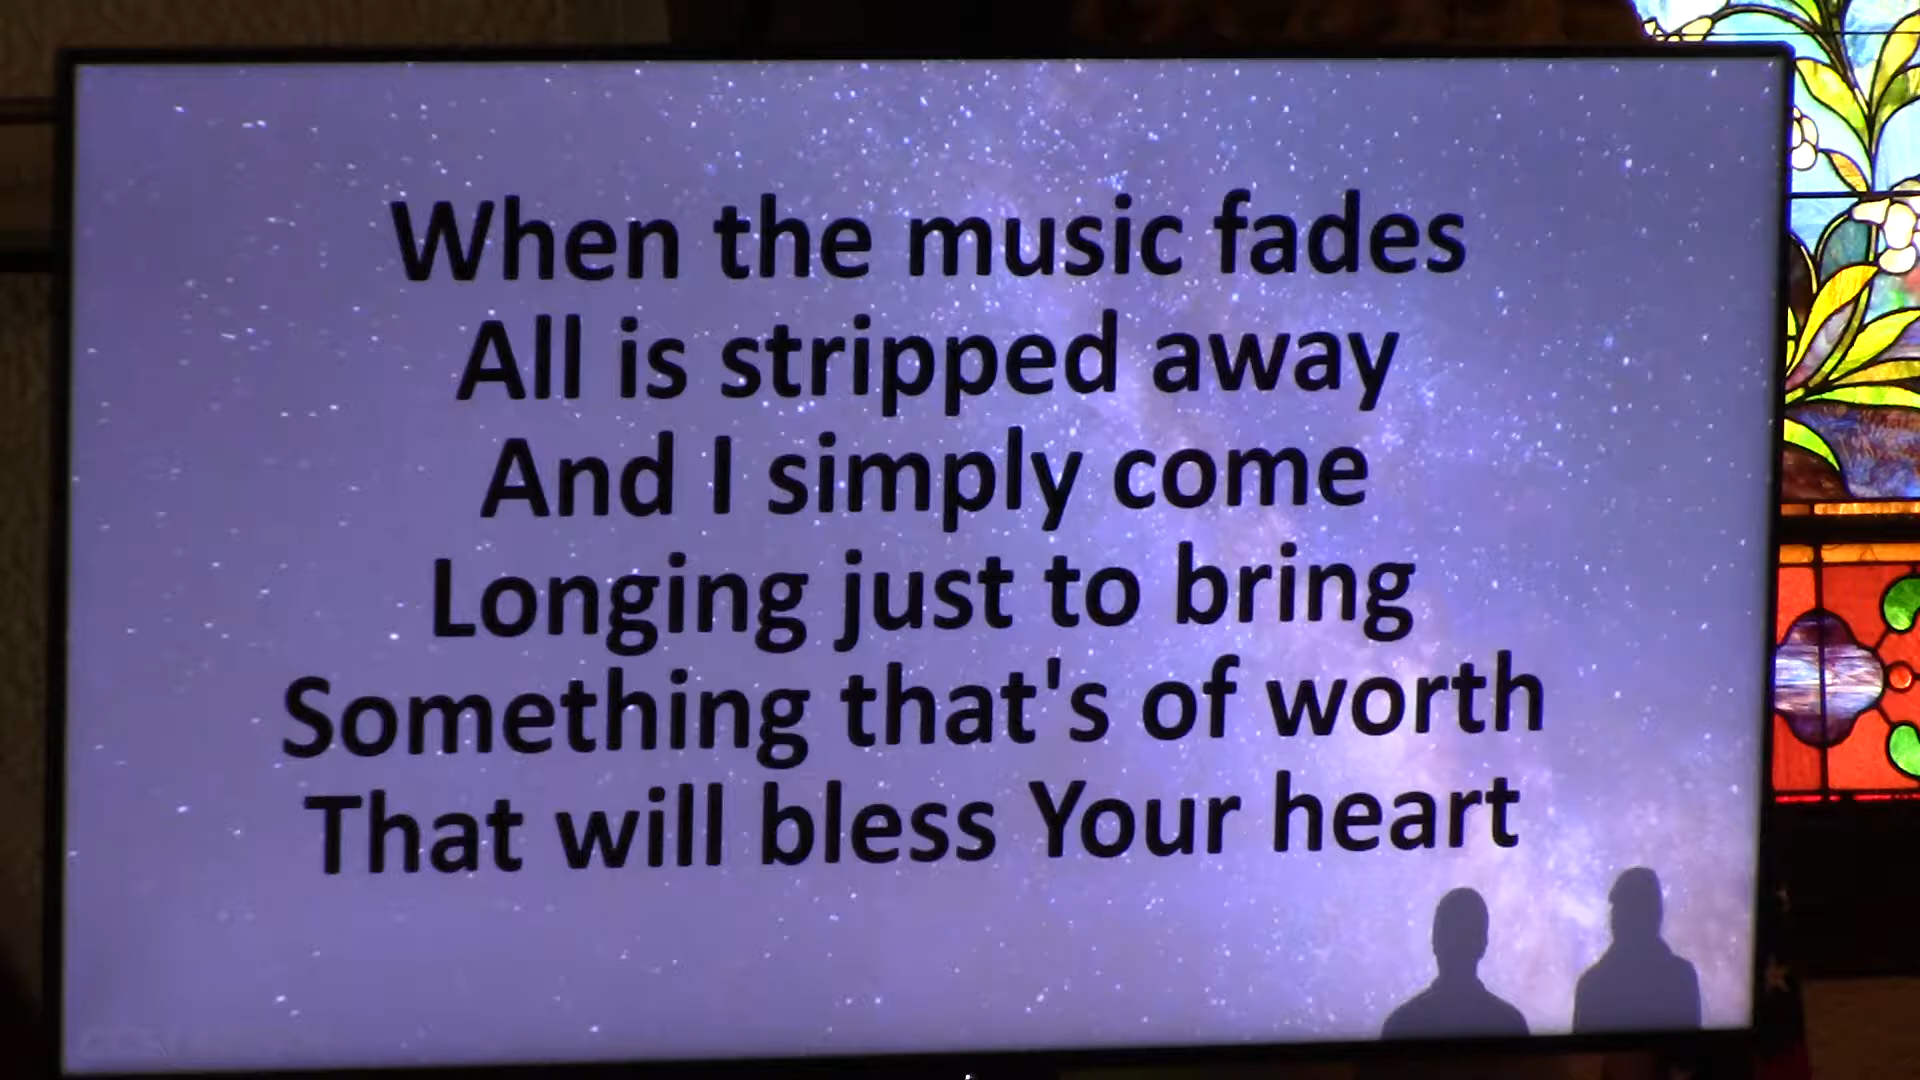 When the music fades
All is stripped away
And I simply come
Longing just to bring
Something that's of worth
That will bless Your heart